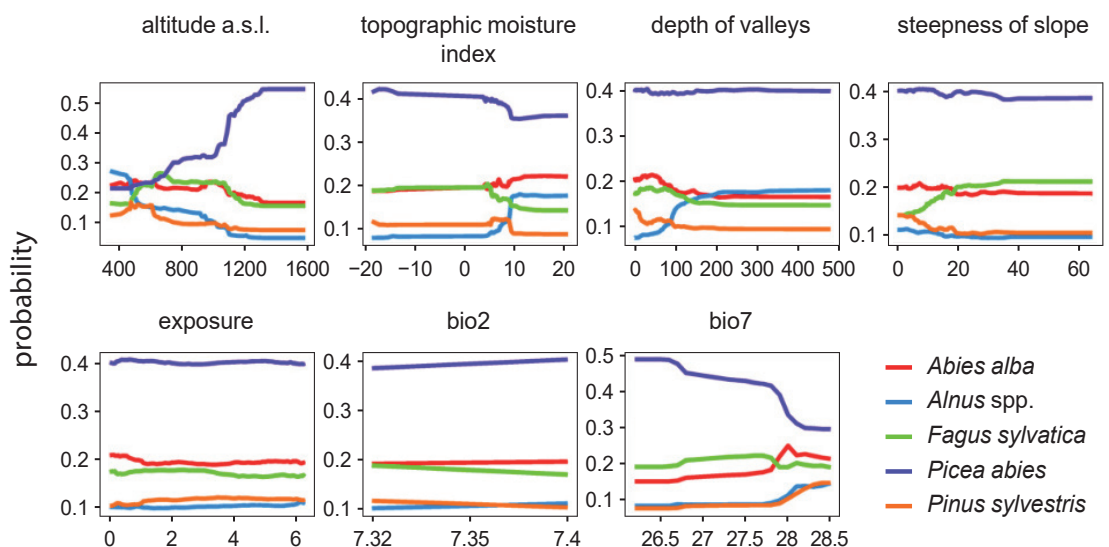 altitude a.s.l.
topographic moisture
index
depth of valleys
steepness of slope
probability
0.5
0.4
0.3
0.2
0.1
400 800 1200 1600
0.4
0.3
0.2
0.1
−20 −10 0 10 20
0.4
0.3
0.2
0.1
0 100 200 300 400 500
0.4
0.3
0.2
0.1
0 20 40 60
exposure
bio2
bio7
0.4
0.3
0.2
0.1
0 2 4 6
0.4
0.3
0.2
0.1
7.32 7.35 7.4
0.5
0.4
0.3
0.2
0.1
26.5 27 27.5 28 28.5
Abies alba
Alnus spp.
Fagus sylvatica
Picea abies
Pinus sylvestris